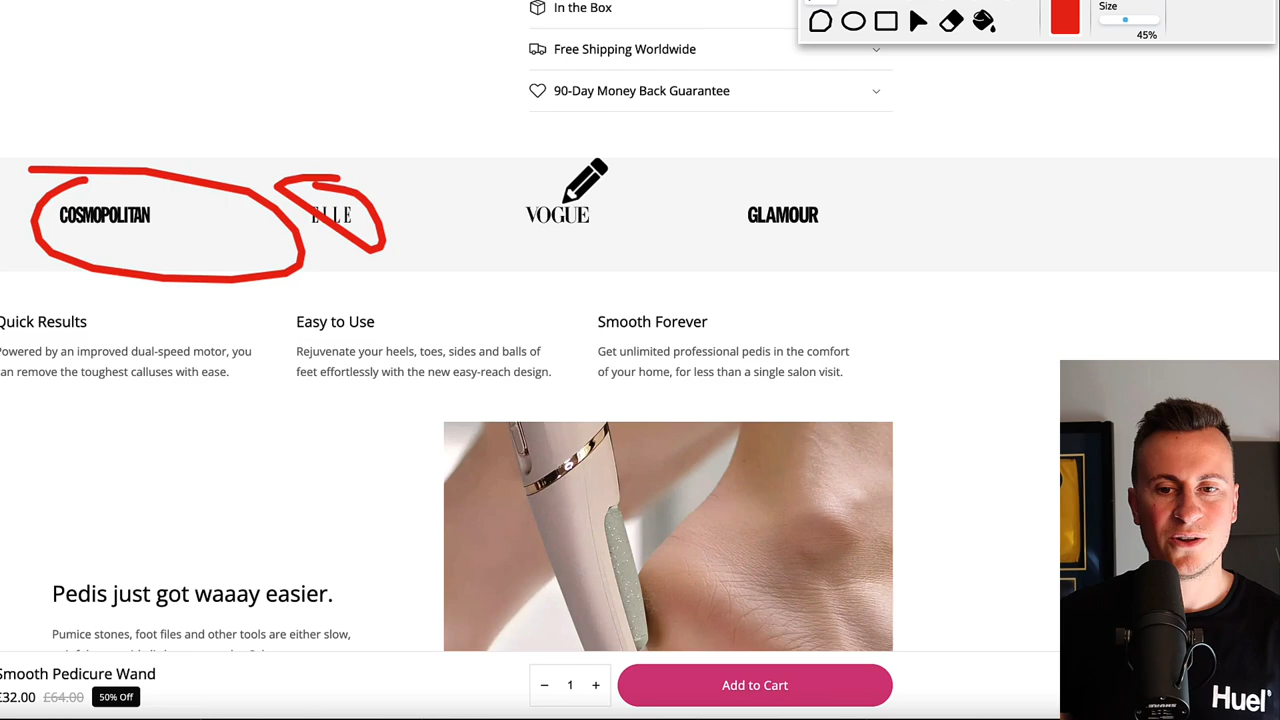 In the Box
Size
45%
Free Shipping Worldwide
90-Day Money Back Guarantee
COSMOPOLITAN
ELLE
VOGUE
GLAMOUR
Quick Results
Powered by an improved dual-speed motor, you
can remove the toughest calluses with ease.
Easy to Use
Rejuvenate your heels, toes, sides and balls of
feet effortlessly with the new easy-reach design.
Smooth Forever
Get unlimited professional pedis in the comfort
of your home, for less than a single salon visit.
Pedis just got waaay easier.
Pumice stones, foot files and other tools are either slow,
Smooth Pedicure Wand
£32.00 £64.00 50% Off
− 1 +
Add to Cart
Huel